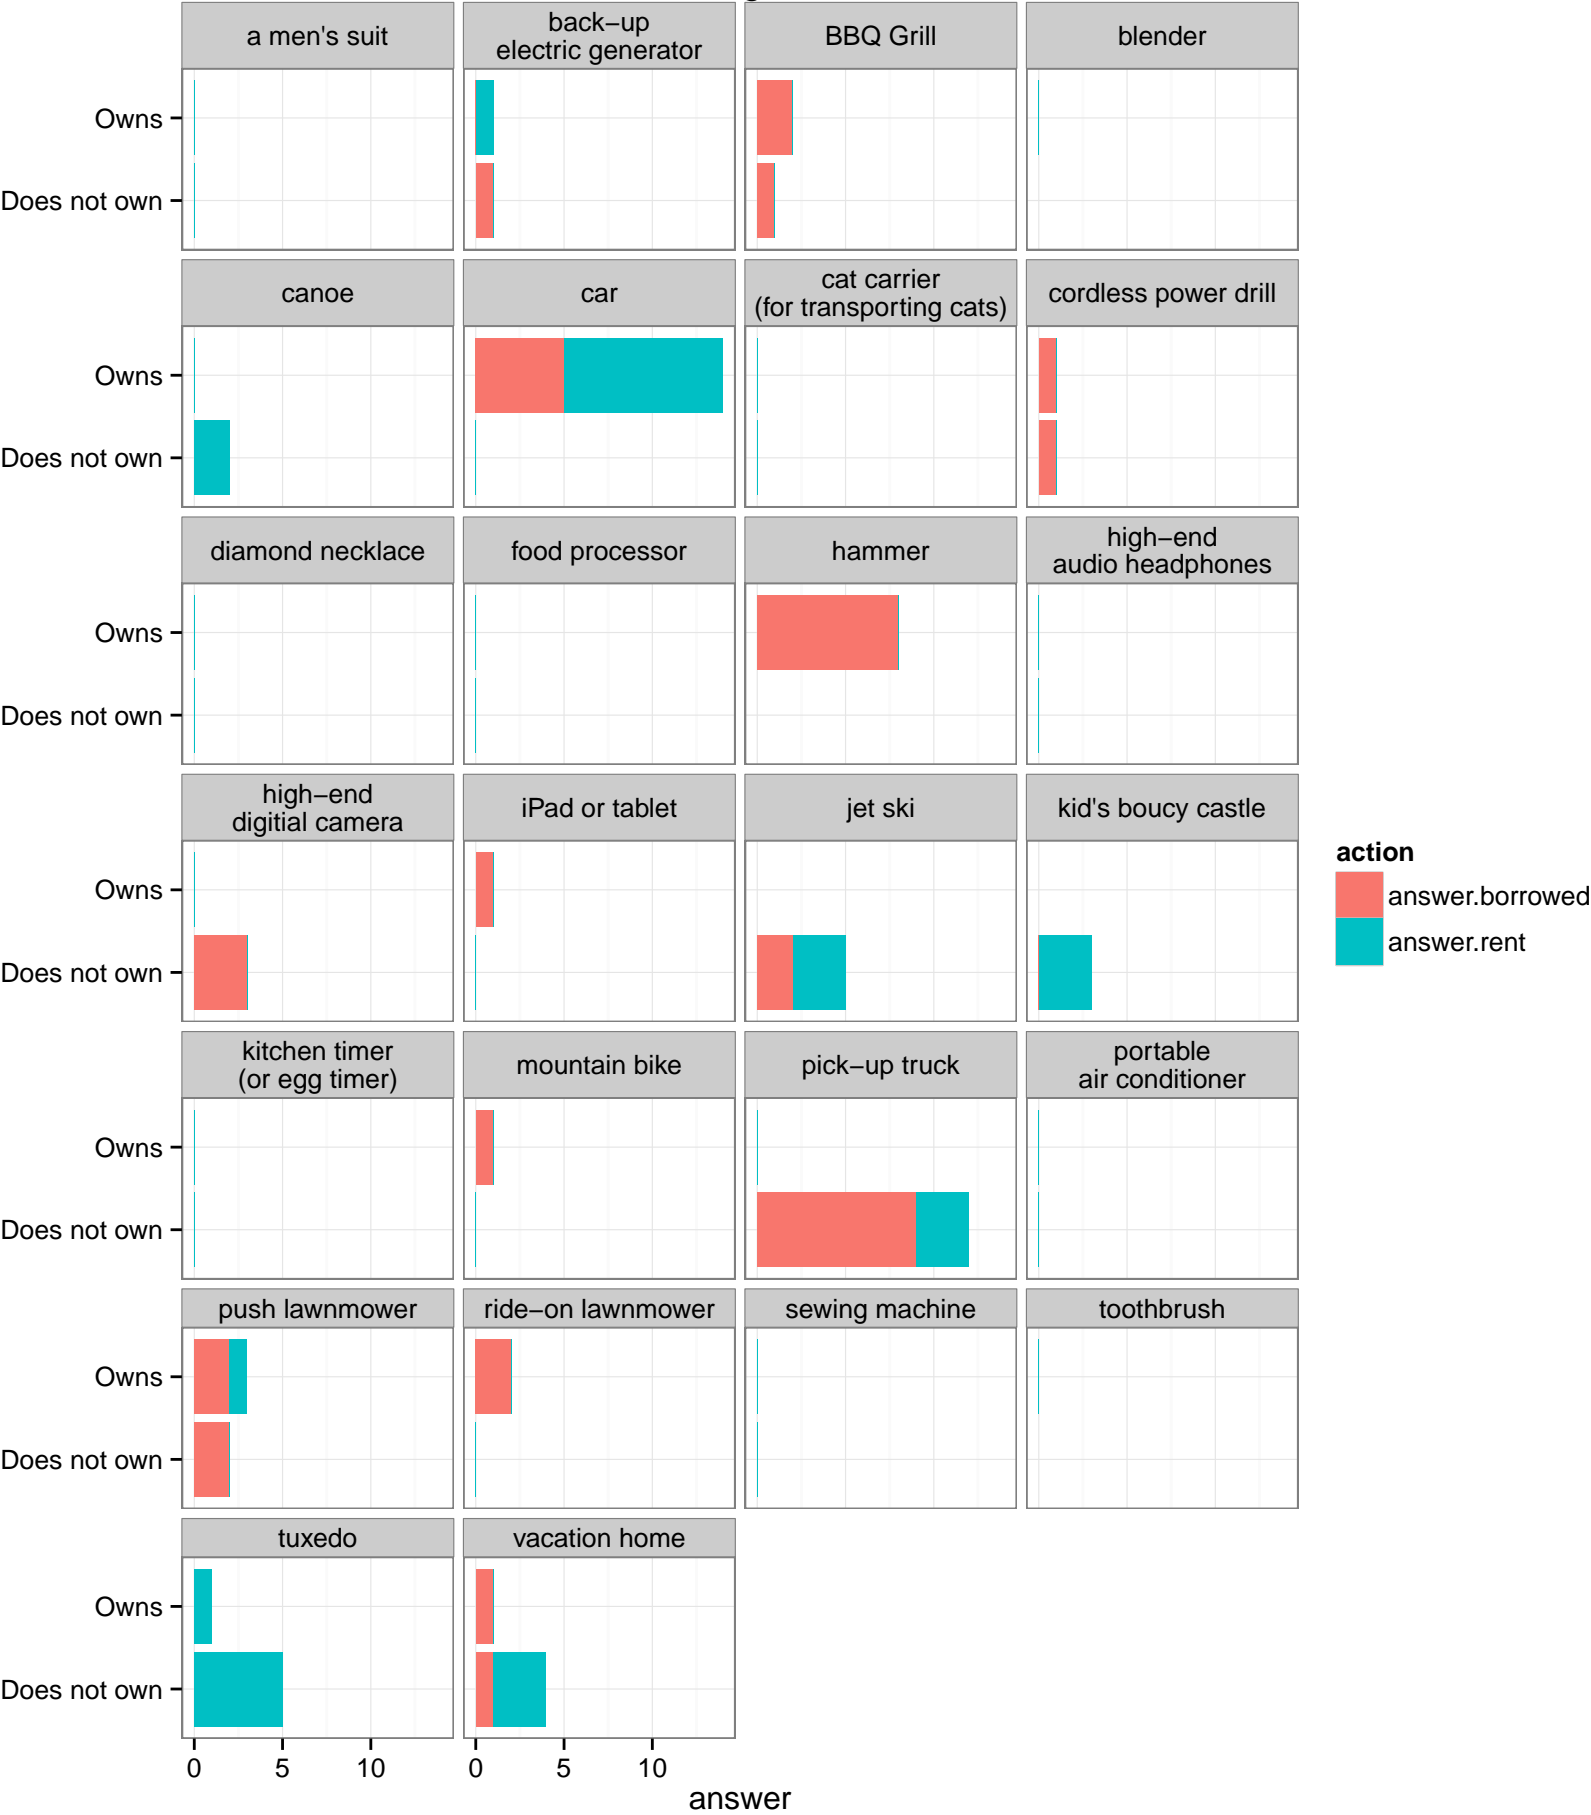 a men's suit
back−up
electric generator
BBQ Grill
blender
Owns
Does not own
canoe
car
cat carrier
(for transporting cats)
cordless power drill
Owns
Does not own
diamond necklace
food processor
hammer
high−end
audio headphones
Owns
Does not own
high−end
digitial camera
iPad or tablet
jet ski
kid's boucy castle
Owns
Does not own
kitchen timer
(or egg timer)
mountain bike
pick−up truck
portable
air conditioner
Owns
Does not own
push lawnmower
ride−on lawnmower
sewing machine
toothbrush
Owns
Does not own
tuxedo
vacation home
Owns
Does not own
0 5 10
0 5 10
answer
action
answer.borrowed
answer.rent